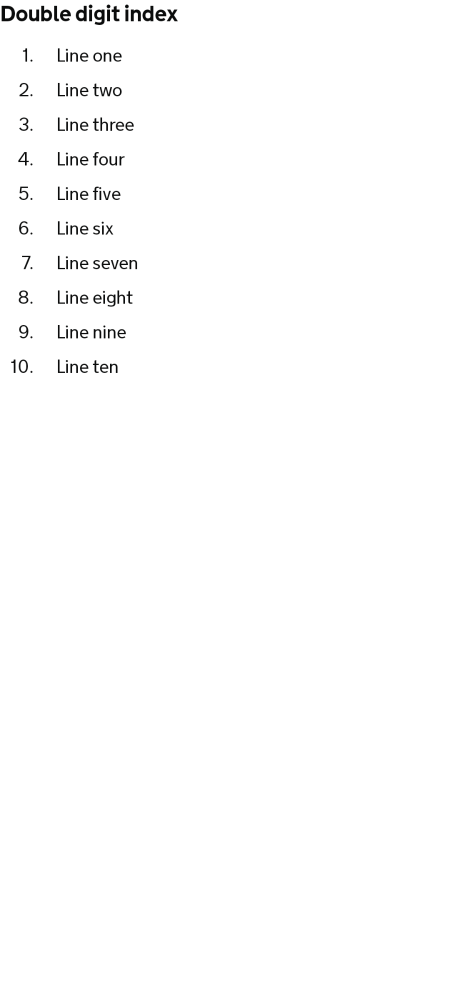 Double digit index
1. Line one
2. Line two
3. Line three
4. Line four
5. Line five
6. Line six
7. Line seven
8. Line eight
9. Line nine
10. Line ten